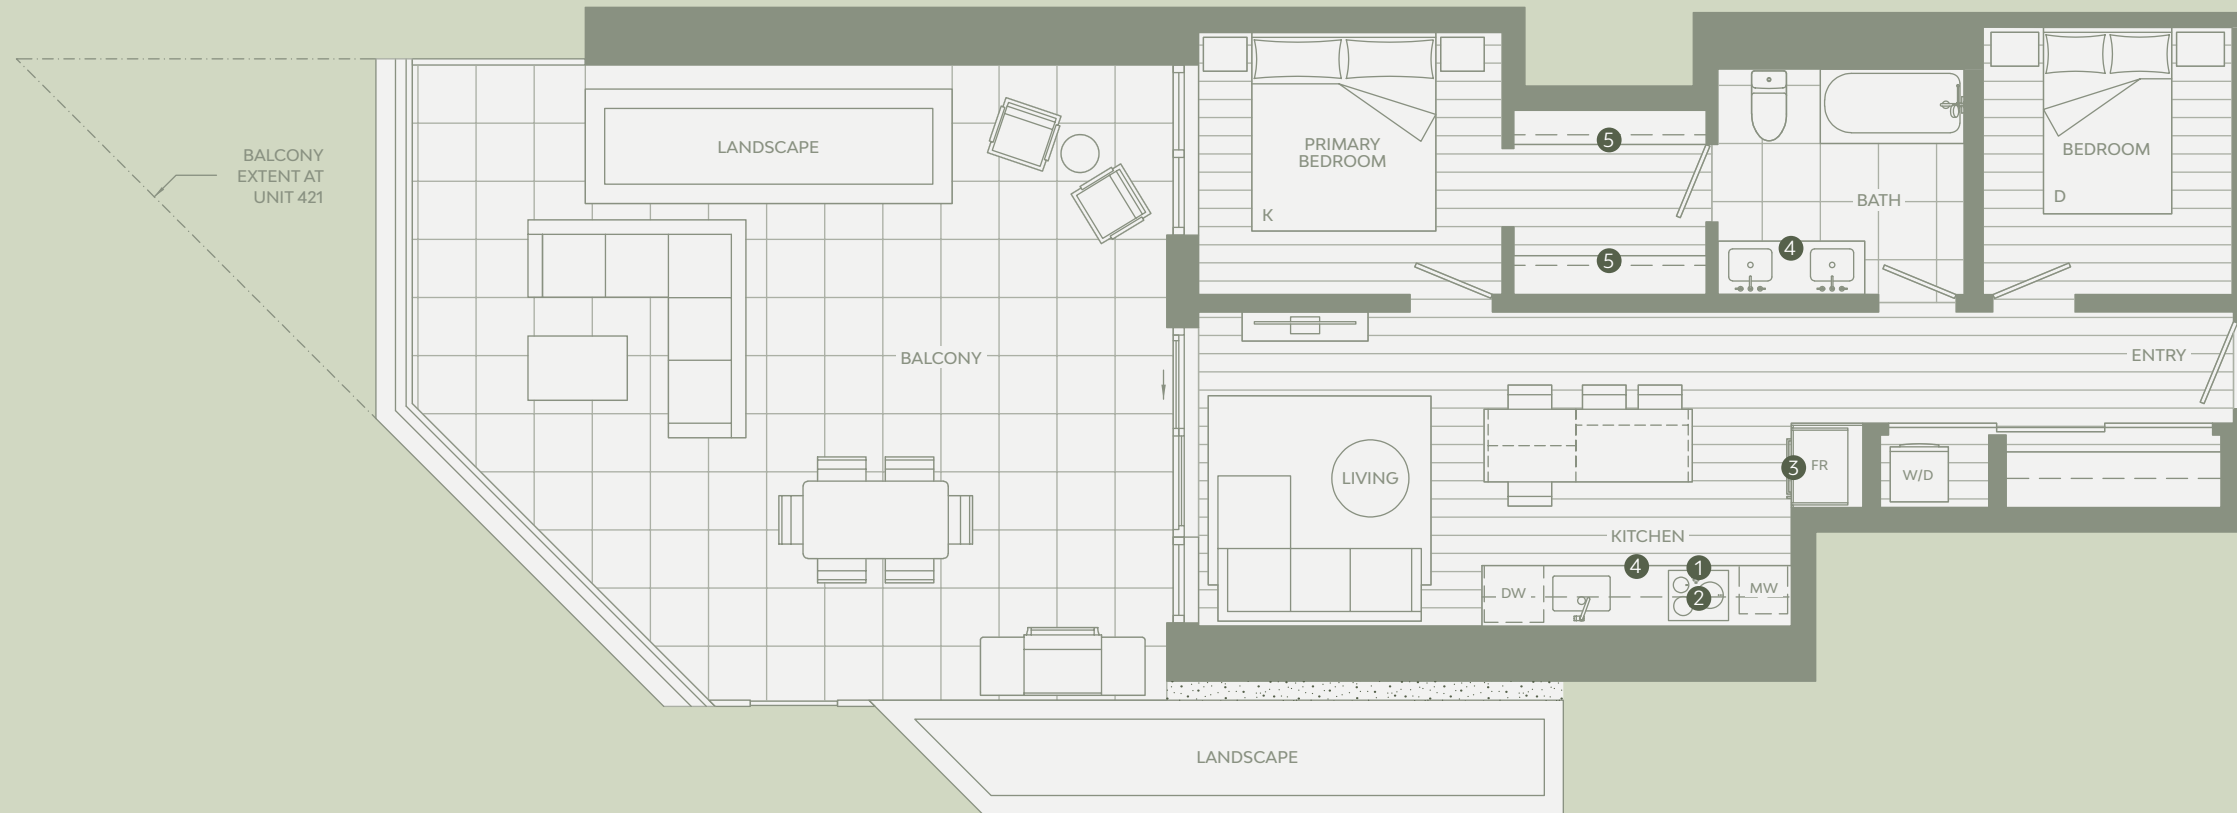 BALCONY
EXTENT AT
UNIT 421
LANDSCAPE
PRIMARY
BEDROOM
K
5
5
BATH
4
BEDROOM
D
BALCONY
ENTRY
LIVING
3
FR
W/D
KITCHEN
4
1
DW
2
MW
LANDSCAPE